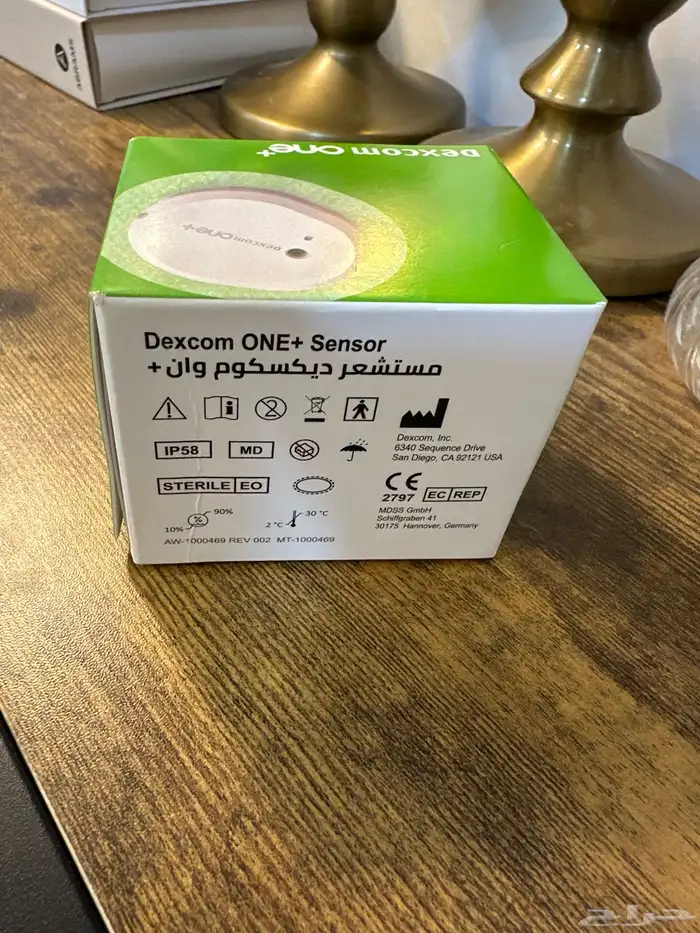 ABRAMS
Dexcom ONE+
Dexcom ONE+
Dexcom ONE+ Sensor
مستشعر ديكسكوم وان+
Dexcom, Inc.
6340 Sequence Drive
San Diego, CA 92121 USA
IP58 MD
STERILE EO
CE
2797 EC REP
MDSS GmbH
Schiffgraben 41
30175 Hannover, Germany
10% 90%
2 °C 30 °C
AW-1000469 REV 002 MT-1000469
حراج